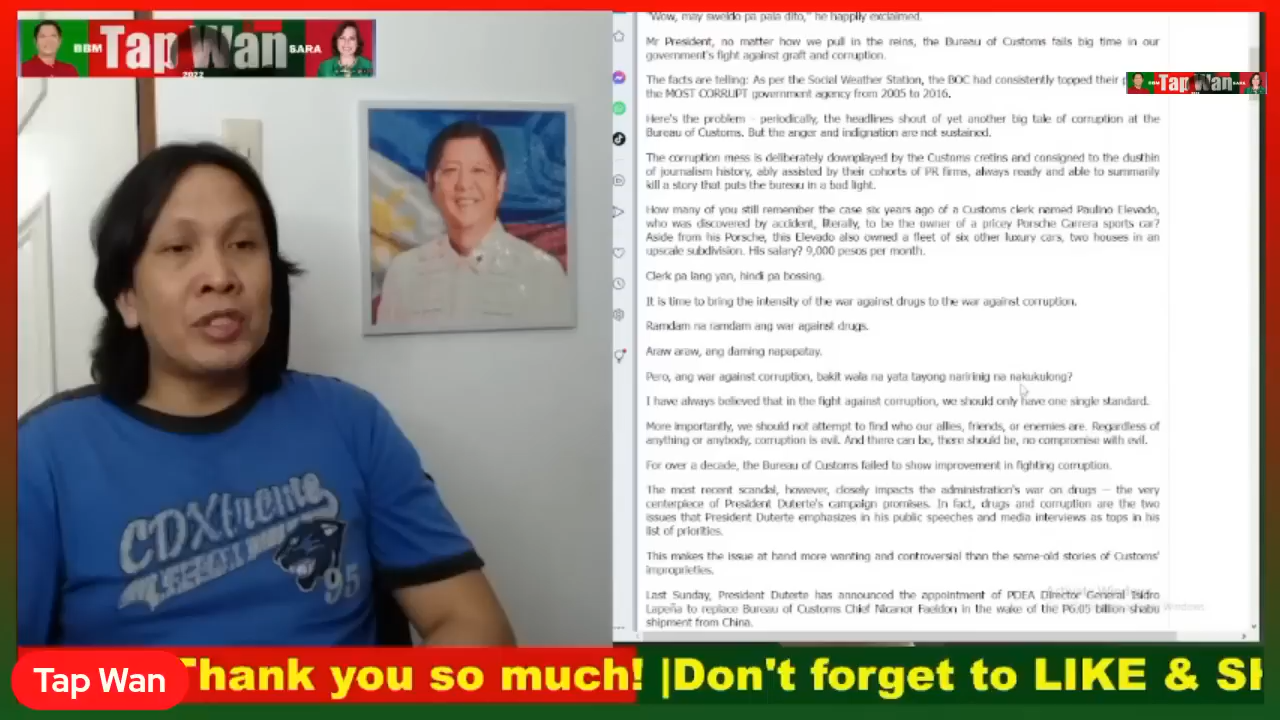 BBM Tap Wan SARA
2022
"Wow, may sweldo pa pala dito," he happily exclaimed.
Mr President, no matter how we pull in the reins, the Bureau of Customs fails big time in our
government's fight against graft and corruption.
The facts are telling: As per the Social Weather Station, the BOC had consistently topped their
the MOST CORRUPT government agency from 2005 to 2016.
BBM Tap Wan SARA
Here's the problem - periodically, the headlines shout of yet another big tale of corruption at the
Bureau of Customs. But the anger and indignation are not sustained.
The corruption mess is deliberately downplayed by the Customs cretins and consigned to the dustbin
of journalism history, ably assisted by their cohorts of PR firms, always ready and able to summarily
kill a story that puts the bureau in a bad light.
How many of you still remember the case six years ago of a Customs clerk named Paulino Elevado,
who was discovered by accident, literally, to be the owner of a pricey Porsche Carrera sports car?
Aside from his Porsche, this Elevado also owned a fleet of six other luxury cars, two houses in an
upscale subdivision. His salary? 9,000 pesos per month.
Clerk pa lang yan, hindi pa bossing.
It is time to bring the intensity of the war against drugs to the war against corruption.
Ramdam na ramdam ang war against drugs.
Araw araw, ang daming napapatay.
Pero, ang war against corruption, bakit wala na yata tayong naririnig na nakukulong?
I have always believed that in the fight against corruption, we should only have one single standard.
More importantly, we should not attempt to find who our allies, friends, or enemies are. Regardless of
anything or anybody, corruption is evil. And there can be, there should be, no compromise with evil.
For over a decade, the Bureau of Customs failed to show improvement in fighting corruption.
The most recent scandal, however, closely impacts the administration's war on drugs – the very
centerpiece of President Duterte's campaign promises. In fact, drugs and corruption are the two
issues that President Duterte emphasizes in his public speeches and media interviews as tops in his
list of priorities.
This makes the issue at hand more wanting and controversial than the same-old stories of Customs'
improprieties.
Last Sunday, President Duterte has announced the appointment of PDEA Director General Isidro
Lapeña to replace Bureau of Customs Chief Nicanor Faeldon in the wake of the P6.05 billion shabu
shipment from China.
CDXtreme
95
Tap Wan
Thank you so much! |Don't forget to LIKE & SH